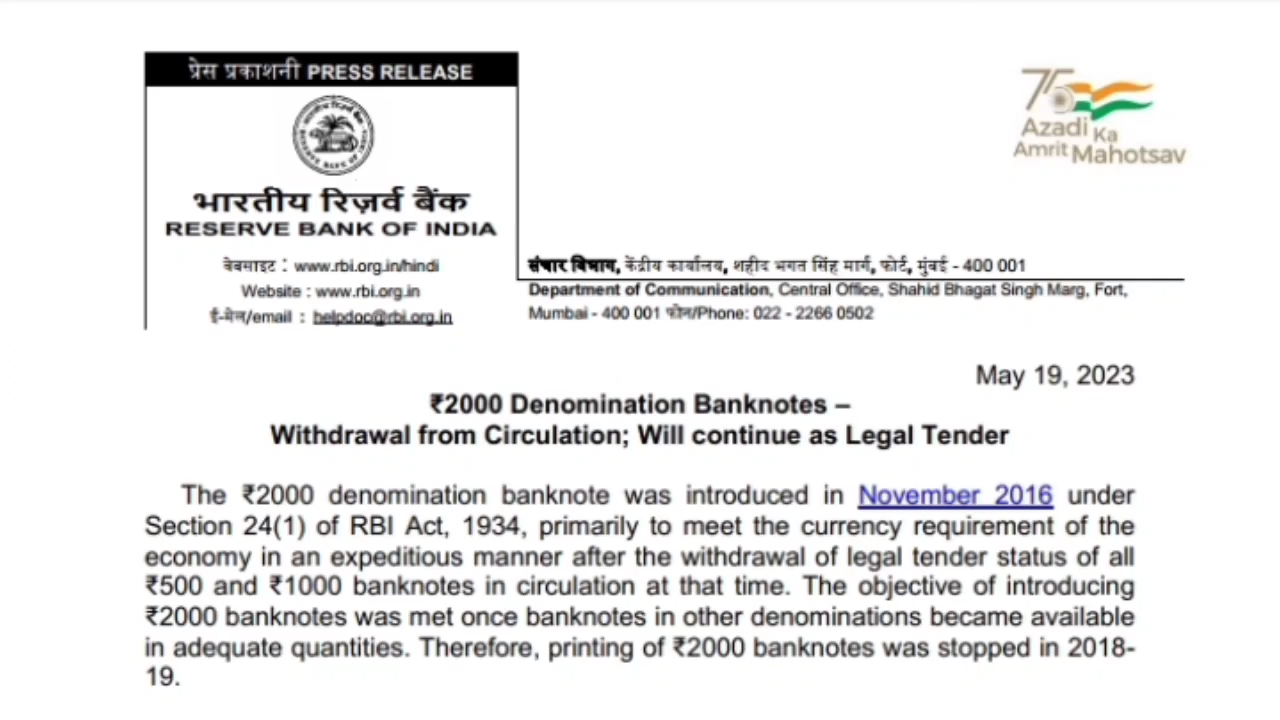 प्रेस प्रकाशनी PRESS RELEASE
भारतीय रिज़र्व बैंक
RESERVE BANK OF INDIA
वेबसाइट : www.rbi.org.in/hindi
Website : www.rbi.org.in
ई-मेल/email : helpdoc@rbi.org.in
75
Azadi Ka
Amrit Mahotsav
संचार विभाग, केंद्रीय कार्यालय, शहीद भगत सिंह मार्ग, फोर्ट, मुंबई - 400 001
Department of Communication, Central Office, Shahid Bhagat Singh Marg, Fort,
Mumbai - 400 001 फोन/Phone: 022 - 2266 0502
May 19, 2023
₹2000 Denomination Banknotes –
Withdrawal from Circulation; Will continue as Legal Tender
The ₹2000 denomination banknote was introduced in November 2016 under
Section 24(1) of RBI Act, 1934, primarily to meet the currency requirement of the
economy in an expeditious manner after the withdrawal of legal tender status of all
₹500 and ₹1000 banknotes in circulation at that time. The objective of introducing
₹2000 banknotes was met once banknotes in other denominations became available
in adequate quantities. Therefore, printing of ₹2000 banknotes was stopped in 2018-
19.